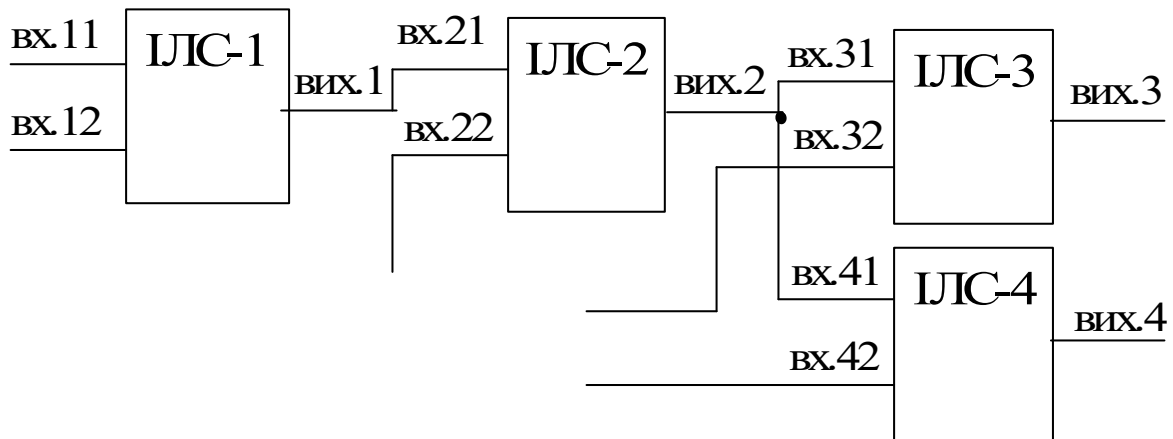 вх.11
ІЛС-1
вх.12
вих.1
вх.21
ІЛС-2
вх.22
вих.2
вх.31
ІЛС-3
вх.32
вих.3
вх.41
ІЛС-4
вх.42
вих.4